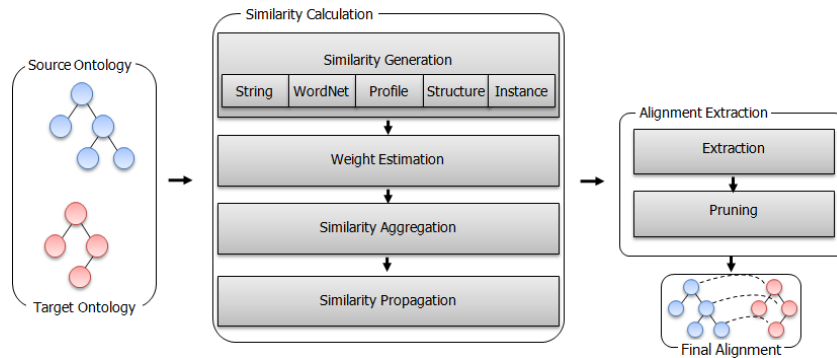 Source Ontology
Target Ontology
Similarity Calculation
Similarity Generation
String WordNet Profile Structure Instance
Weight Estimation
Similarity Aggregation
Similarity Propagation
Alignment Extraction
Extraction
Pruning
Final Alignment